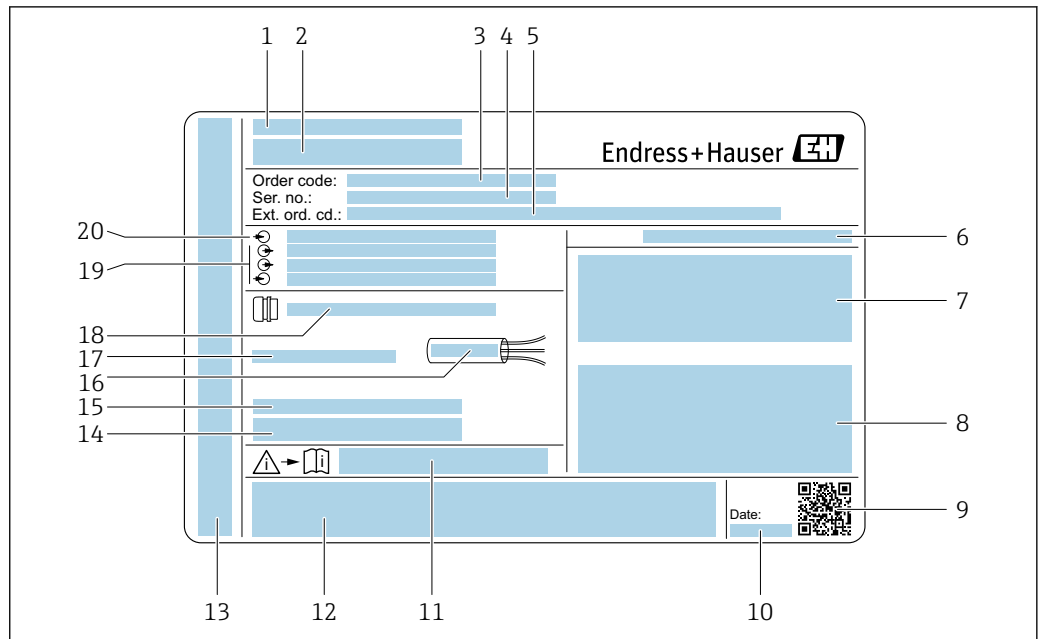 1 2 3 4 5
Endress+Hauser EH
Order code:
Ser. no.:
Ext. ord. cd.:
20
6
19
7
18
17
16
15
14
8
i i
Date:
9
13 12 11 10